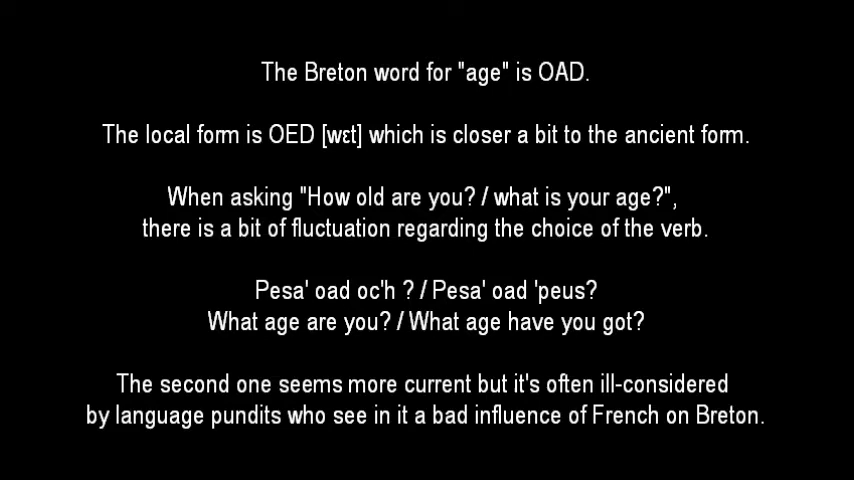 The Breton word for "age" is OAD.
The local form is OED [wɛt] which is closer a bit to the ancient form.
When asking "How old are you? / what is your age?",
there is a bit of fluctuation regarding the choice of the verb.
Pesa' oad oc'h ? / Pesa' oad 'peus?
What age are you? / What age have you got?
The second one seems more current but it's often ill-considered
by language pundits who see in it a bad influence of French on Breton.